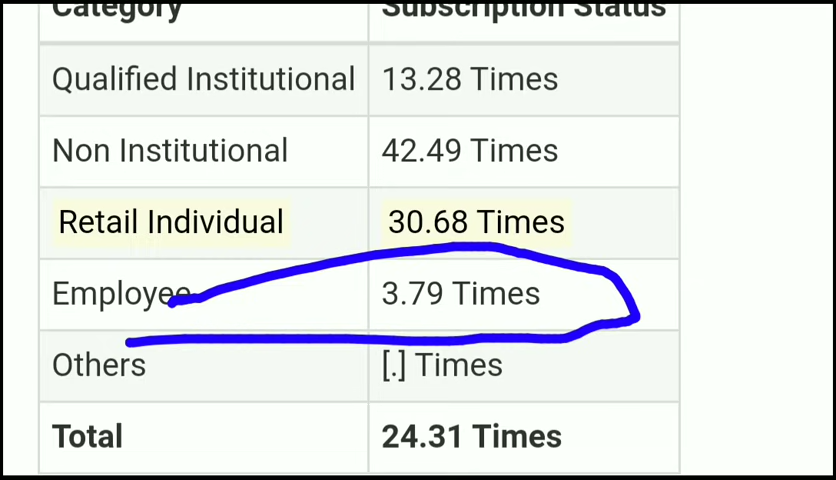 Category Subscription Status
Qualified Institutional 13.28 Times
Non Institutional 42.49 Times
Retail Individual 30.68 Times
Employee 3.79 Times
Others [.] Times
Total 24.31 Times